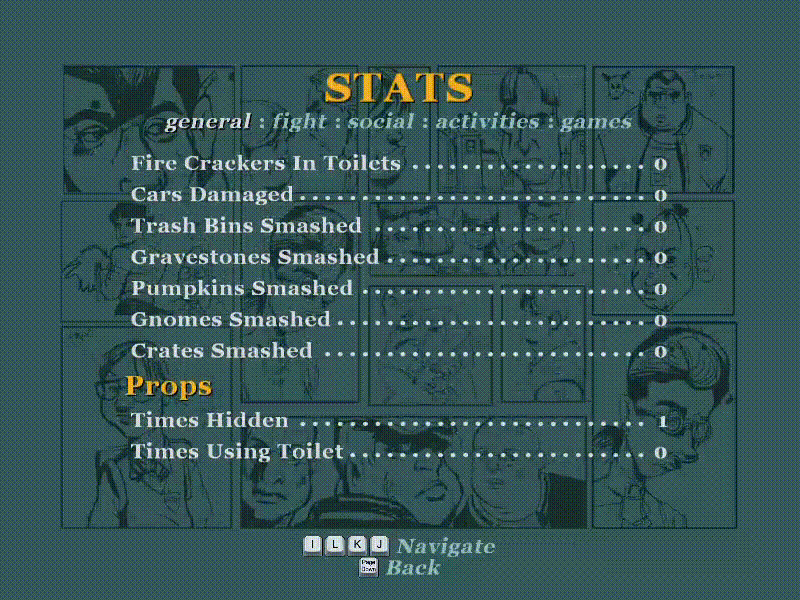 STATS
general : fight : social : activities : games
Fire Crackers In Toilets . . . . . . . . . . . . . . . . . . . 0
Cars Damaged . . . . . . . . . . . . . . . . . . . . . . . . . . . . 0
Trash Bins Smashed . . . . . . . . . . . . . . . . . . . . . . 0
Gravestones Smashed . . . . . . . . . . . . . . . . . . . . . 0
Pumpkins Smashed . . . . . . . . . . . . . . . . . . . . . . . 0
Gnomes Smashed . . . . . . . . . . . . . . . . . . . . . . . . . 0
Crates Smashed . . . . . . . . . . . . . . . . . . . . . . . . . . 0
Props
Times Hidden . . . . . . . . . . . . . . . . . . . . . . . . . . . . 1
Times Using Toilet . . . . . . . . . . . . . . . . . . . . . . . . 0
I L K J Navigate
Page Down Back